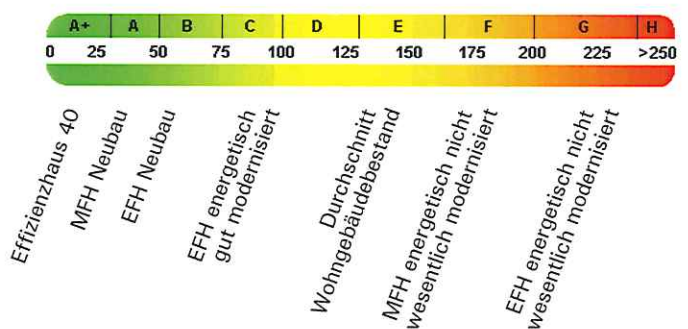 A+ A B C D E F G H
0 25 50 75 100 125 150 175 200 225 >250
Effizienzhaus 40
MFH Neubau
EFH Neubau
EFH energetisch
gut modernisiert
Durchschnitt
Wohngebäudebestand
MFH energetisch nicht
wesentlich modernisiert
EFH energetisch nicht
wesentlich modernisiert